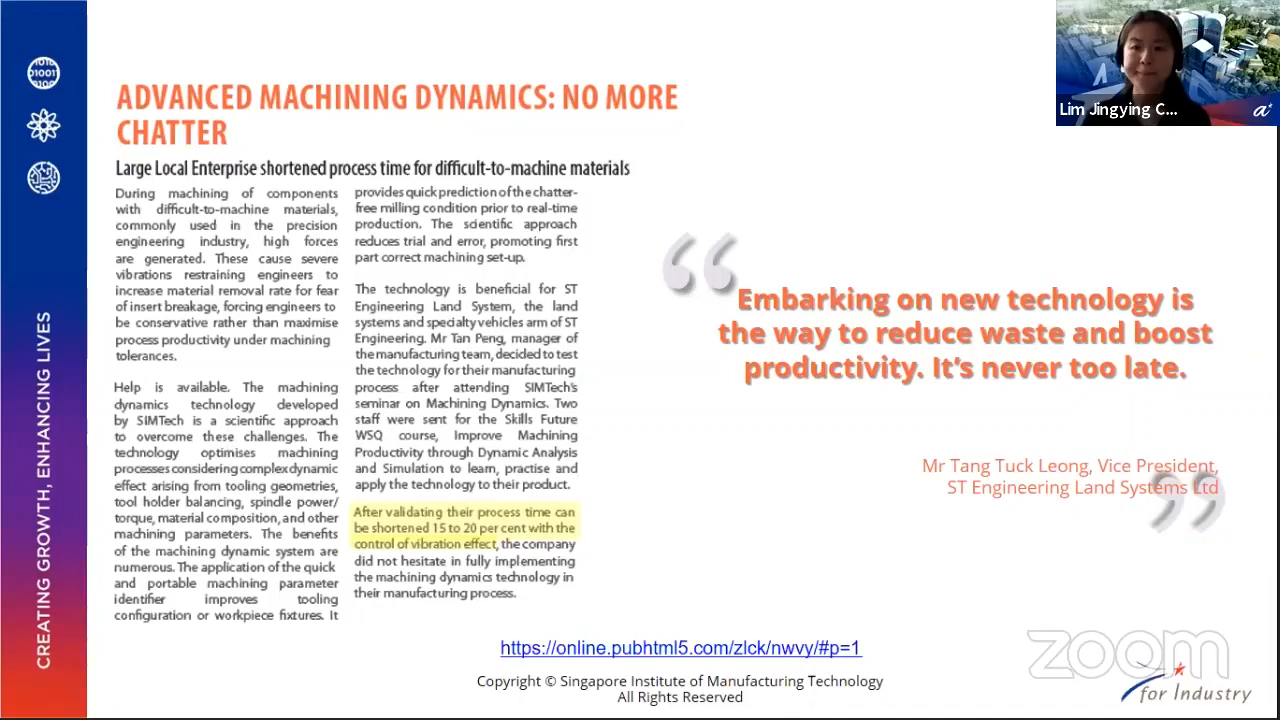 ADVANCED MACHINING DYNAMICS: NO MORE
CHATTER
Large Local Enterprise shortened process time for difficult-to-machine materials
During machining of components
with difficult-to-machine materials,
commonly used in the precision
engineering industry, high forces
are generated. These cause severe
vibrations restraining engineers to
increase material removal rate for fear
of insert breakage, forcing engineers to
be conservative rather than maximise
process productivity under machining
tolerances.
Help is available. The machining
dynamics technology developed
by SIMTech is a scientific approach
to overcome these challenges. The
technology optimises machining
processes considering complex dynamic
effect arising from tooling geometries,
tool holder balancing, spindle power/
torque, material composition, and other
machining parameters. The benefits
of the machining dynamic system are
numerous. The application of the quick
and portable machining parameter
identifier improves tooling
configuration or workpiece fixtures. It
provides quick prediction of the chatter-
free milling condition prior to real-time
production. The scientific approach
reduces trial and error, promoting first
part correct machining set-up.
The technology is beneficial for ST
Engineering Land System, the land
systems and specialty vehicles arm of ST
Engineering. Mr Tan Peng, manager of
the manufacturing team, decided to test
the technology for their manufacturing
process after attending SIMTech's
seminar on Machining Dynamics. Two
staff were sent for the Skills Future
WSQ course, Improve Machining
Productivity through Dynamic Analysis
and Simulation to learn, practise and
apply the technology to their product.
After validating their process time can
be shortened 15 to 20 per cent with the
control of vibration effect, the company
did not hesitate in fully implementing
the machining dynamics technology in
their manufacturing process.
“
Embarking on new technology is
the way to reduce waste and boost
productivity. It's never too late.
Mr Tang Tuck Leong, Vice President,
ST Engineering Land Systems Ltd
”
https://online.pubhtml5.com/zlck/nwvy/#p=1
Copyright © Singapore Institute of Manufacturing Technology
All Rights Reserved
CREATING GROWTH, ENHANCING LIVES
Lim Jingying C...
zoom
for Industry